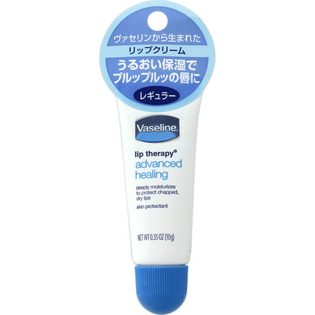 ヴァセリンから生まれた
リップクリーム
うるおい保湿で
プルップルッの唇に
レギュラー
Vaseline
lip therapy®
advanced
healing
deeply moisturizes
to protect chapped,
dry lips
skin protectant
NET WT 0.35 OZ (10g)